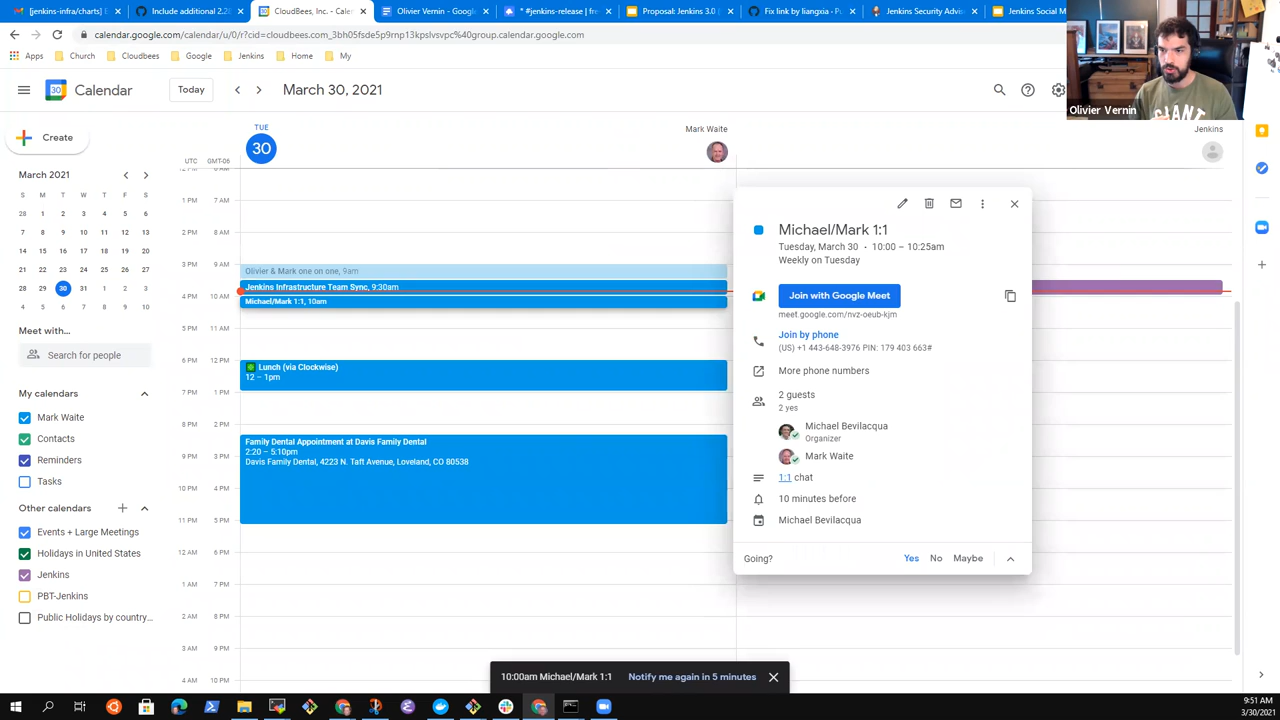 [jenkins-infra/charts] E
Include additional 2.28
CloudBees, Inc. - Calen
Olivier Vernin - Google
* #jenkins-release | fre
Proposal: Jenkins 3.0 (
Fix link by liangxia · Pu
Jenkins Security Advis
Jenkins Social M
calendar.google.com/calendar/u/0/r?cid=cloudbees.com_3bh05fsde5p9rnp13kpslvsvpc%40group.calendar.google.com
Apps
Church
Cloudbees
Google
Jenkins
Home
My
Olivier Vernin
GIANT
30
Calendar
Today
March 30, 2021
Create
TUE
30
UTC
GMT-06
Mark Waite
Jenkins
March 2021
S M T W T F S
28 1 2 3 4 5 6
7 8 9 10 11 12 13
14 15 16 17 18 19 20
21 22 23 24 25 26 27
28 29 30 31 1 2 3
4 5 6 7 8 9 10
Meet with...
Search for people
My calendars
Mark Waite
Contacts
Reminders
Tasks
Other calendars
Events + Large Meetings
Holidays in United States
Jenkins
PBT-Jenkins
Public Holidays by country...
12 PM 6 AM
1 PM 7 AM
2 PM 8 AM
3 PM 9 AM
4 PM 10 AM
5 PM 11 AM
6 PM 12 PM
7 PM 1 PM
8 PM 2 PM
9 PM 3 PM
10 PM 4 PM
11 PM 5 PM
12 AM 6 PM
1 AM 7 PM
2 AM 8 PM
3 AM 9 PM
4 AM 10 PM
Olivier & Mark one on one, 9am
Jenkins Infrastructure Team Sync, 9:30am
Michael/Mark 1:1, 10am
Lunch (via Clockwise)
12 – 1pm
Family Dental Appointment at Davis Family Dental
2:20 – 5:10pm
Davis Family Dental, 4223 N. Taft Avenue, Loveland, CO 80538
Michael/Mark 1:1
Tuesday, March 30 · 10:00 – 10:25am
Weekly on Tuesday
Join with Google Meet
meet.google.com/nvz-oeub-kjm
Join by phone
(US) +1 443-648-3976 PIN: 179 403 663#
More phone numbers
2 guests
2 yes
Michael Bevilacqua
Organizer
Mark Waite
1:1 chat
10 minutes before
Michael Bevilacqua
Going?
Yes
No
Maybe
10:00am Michael/Mark 1:1
Notify me again in 5 minutes
9:51 AM
3/30/2021